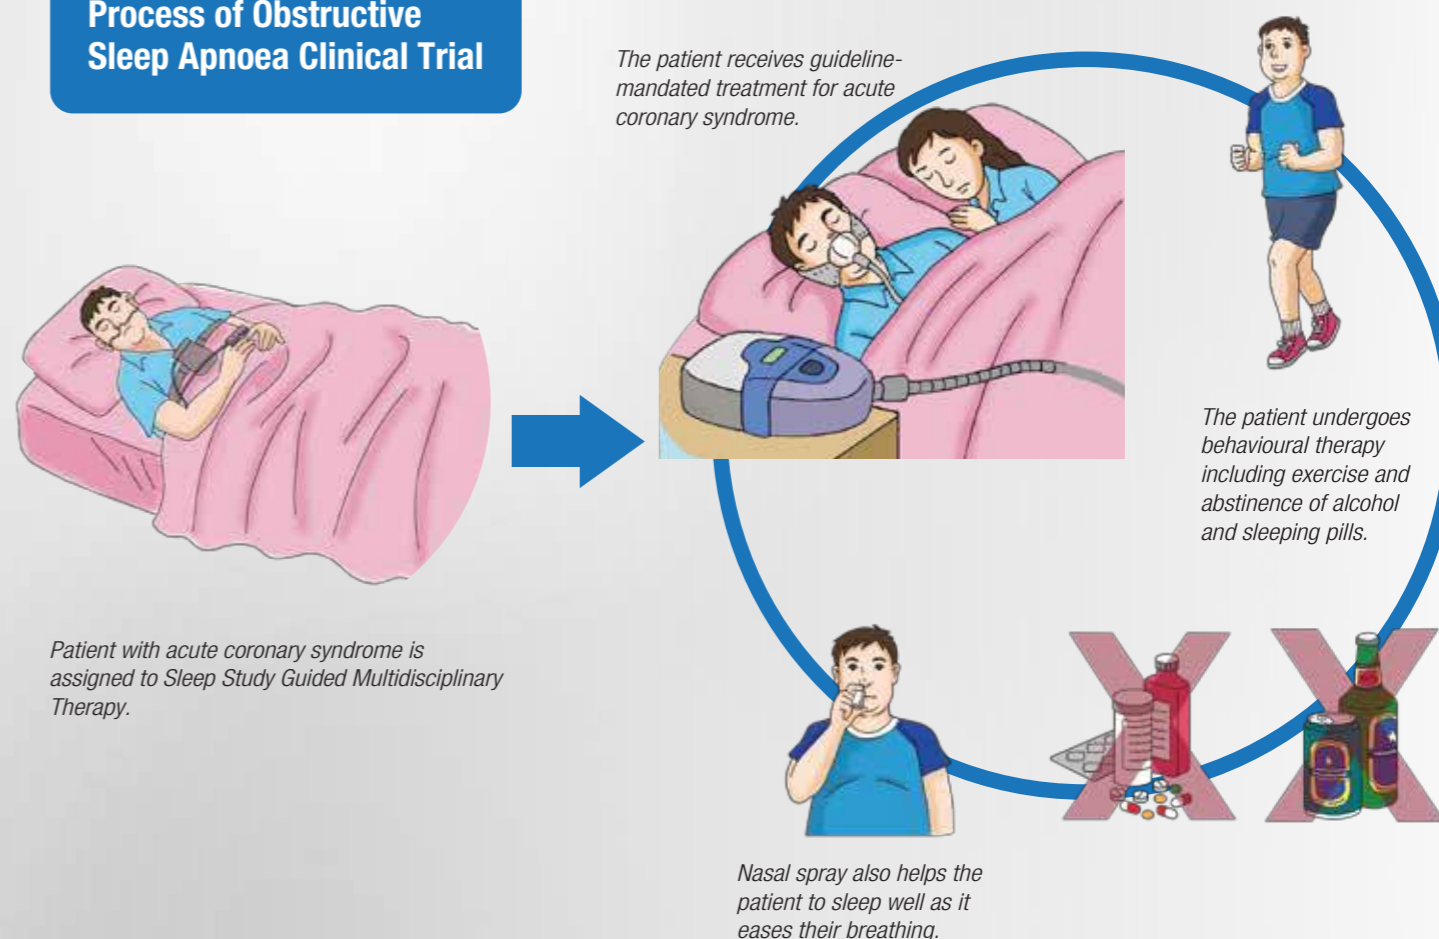 Process of Obstructive
Sleep Apnoea Clinical Trial
The patient receives guideline-
mandated treatment for acute
coronary syndrome.
The patient undergoes
behavioural therapy
including exercise and
abstinence of alcohol
and sleeping pills.
Patient with acute coronary syndrome is
assigned to Sleep Study Guided Multidisciplinary
Therapy.
Nasal spray also helps the
patient to sleep well as it
eases their breathing.